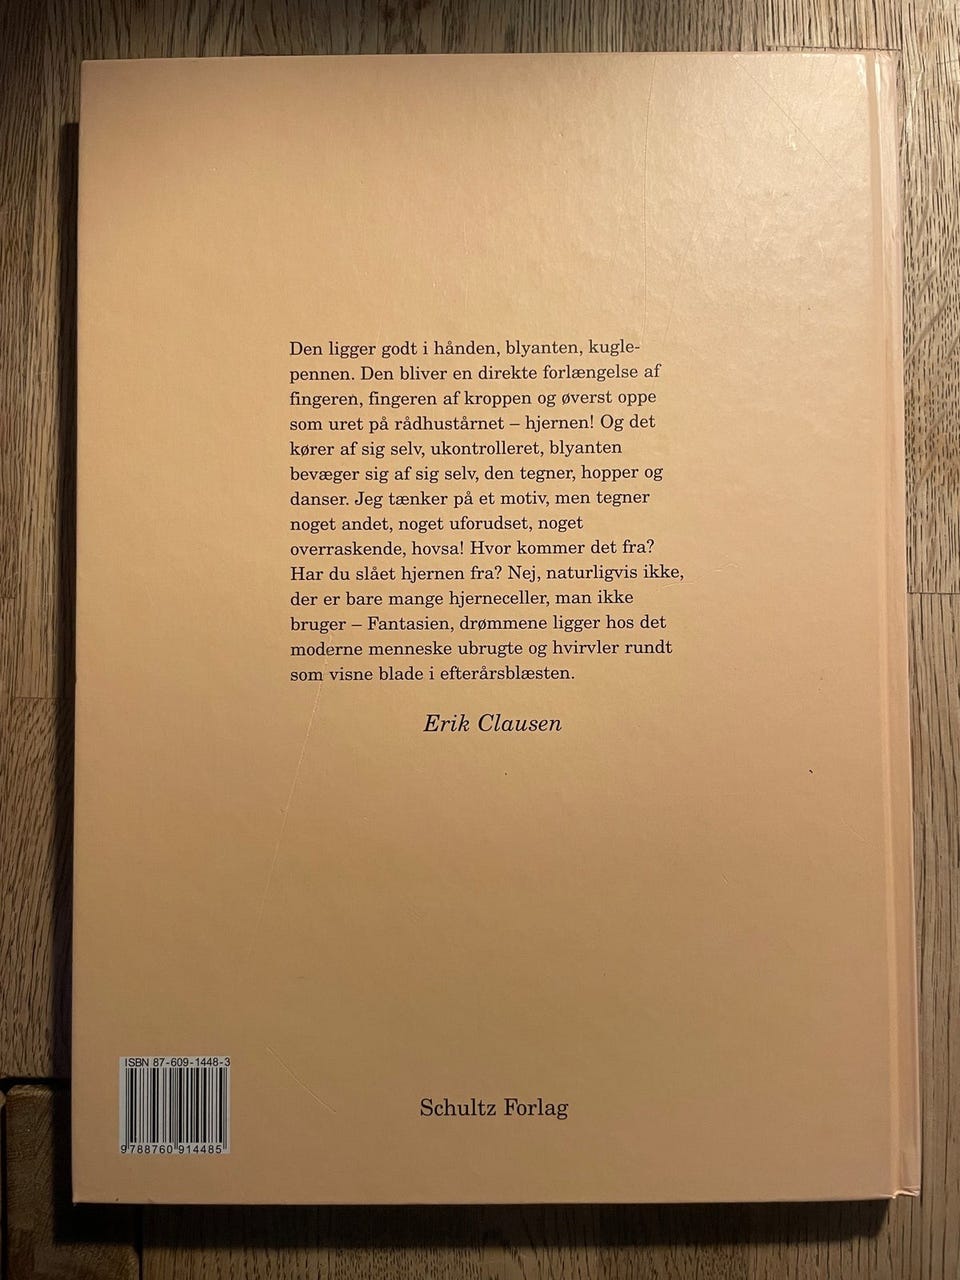 Den ligger godt i hånden, blyanten, kugle-
pennen. Den bliver en direkte forlængelse af
fingeren, fingeren af kroppen og øverst oppe
som uret på rådhustårnet – hjernen! Og det
kører af sig selv, ukontrolleret, blyanten
bevæger sig af sig selv, den tegner, hopper og
danser. Jeg tænker på et motiv, men tegner
noget andet, noget uforudset, noget
overraskende, hovsa! Hvor kommer det fra?
Har du slået hjernen fra? Nej, naturligvis ikke,
der er bare mange hjerneceller, man ikke
bruger – Fantasien, drømmene ligger hos det
moderne menneske ubrugte og hvirvler rundt
som visne blade i efterårsblæsten.
Erik Clausen
ISBN 87-609-1448-3
9788760914485
Schultz Forlag